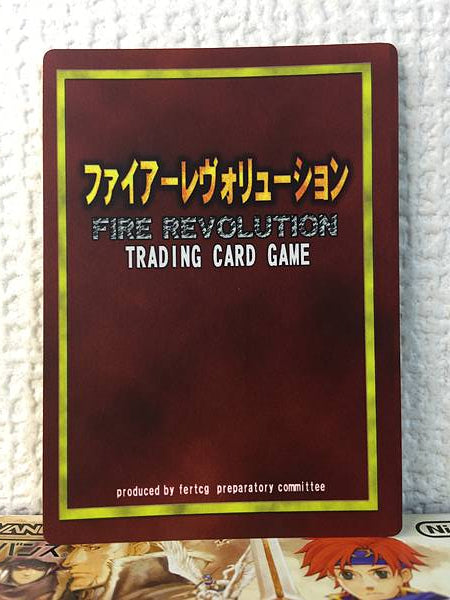 ファイアーレヴォリューション
FIRE REVOLUTION
TRADING CARD GAME
produced by fertcg preparatory committee